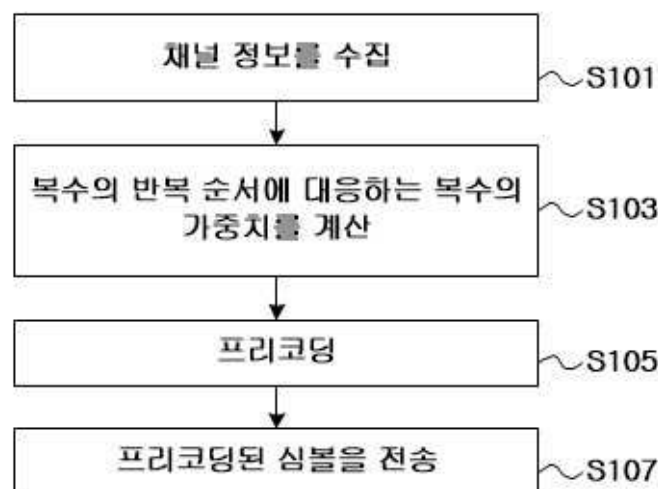 채널 정보를 수집
S101
복수의 반복 순서에 대응하는 복수의
가중치를 계산
S103
프리코딩
S105
프리코딩된 심볼을 전송
S107